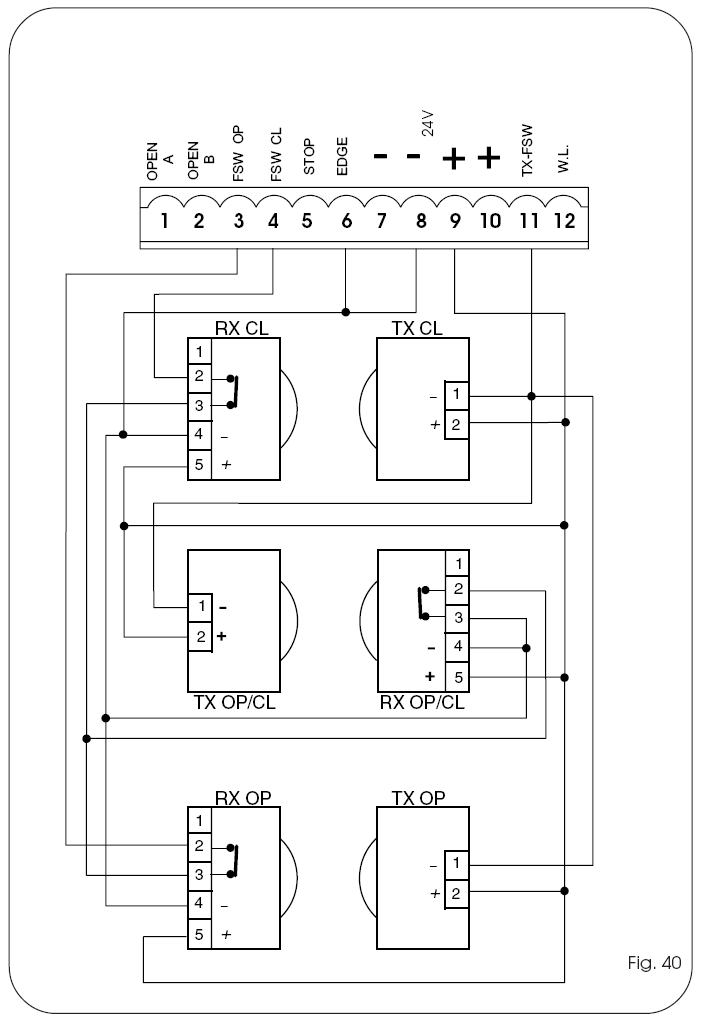 OPEN A
OPEN B
FSW OP
FSW CL
STOP
EDGE
-
-
24V
+
+
TX-FSW
W.L.
1 2 3 4 5 6 7 8 9 10 11 12
RX CL
1
2
3
4 –
5 +
TX CL
– 1
+ 2
1 -
2 +
TX OP/CL
1
2
3
- 4
+ 5
RX OP/CL
RX OP
1
2
3
4 –
5 +
TX OP
– 1
+ 2
Fig. 40